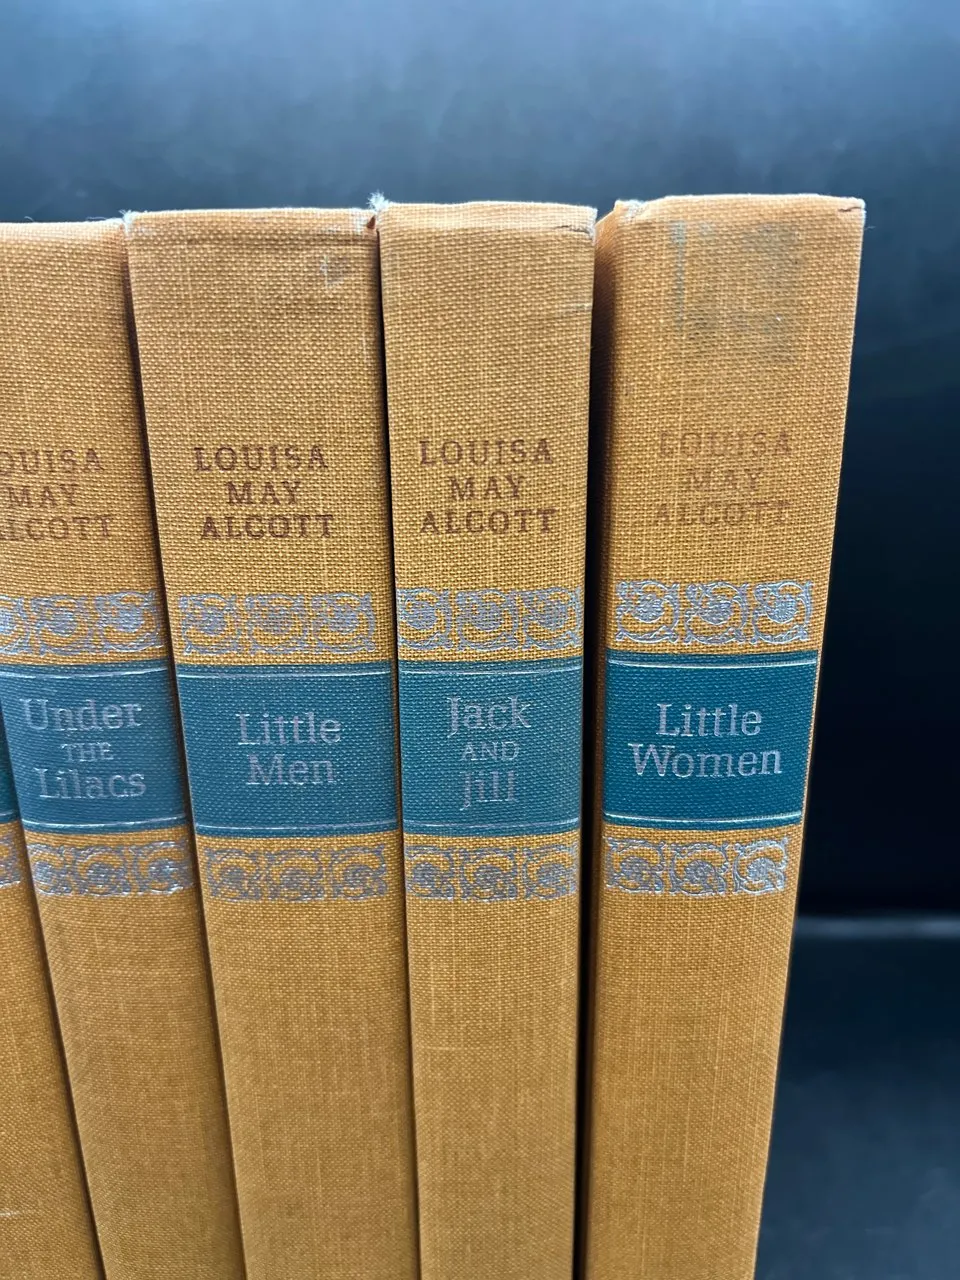 OUISA
MAY
ALCOTT
Under
THE
Lilacs
LOUISA
MAY
ALCOTT
Little
Men
LOUISA
MAY
ALCOTT
Jack
AND
Jill
LOUISA
MAY
ALCOTT
Little
Women